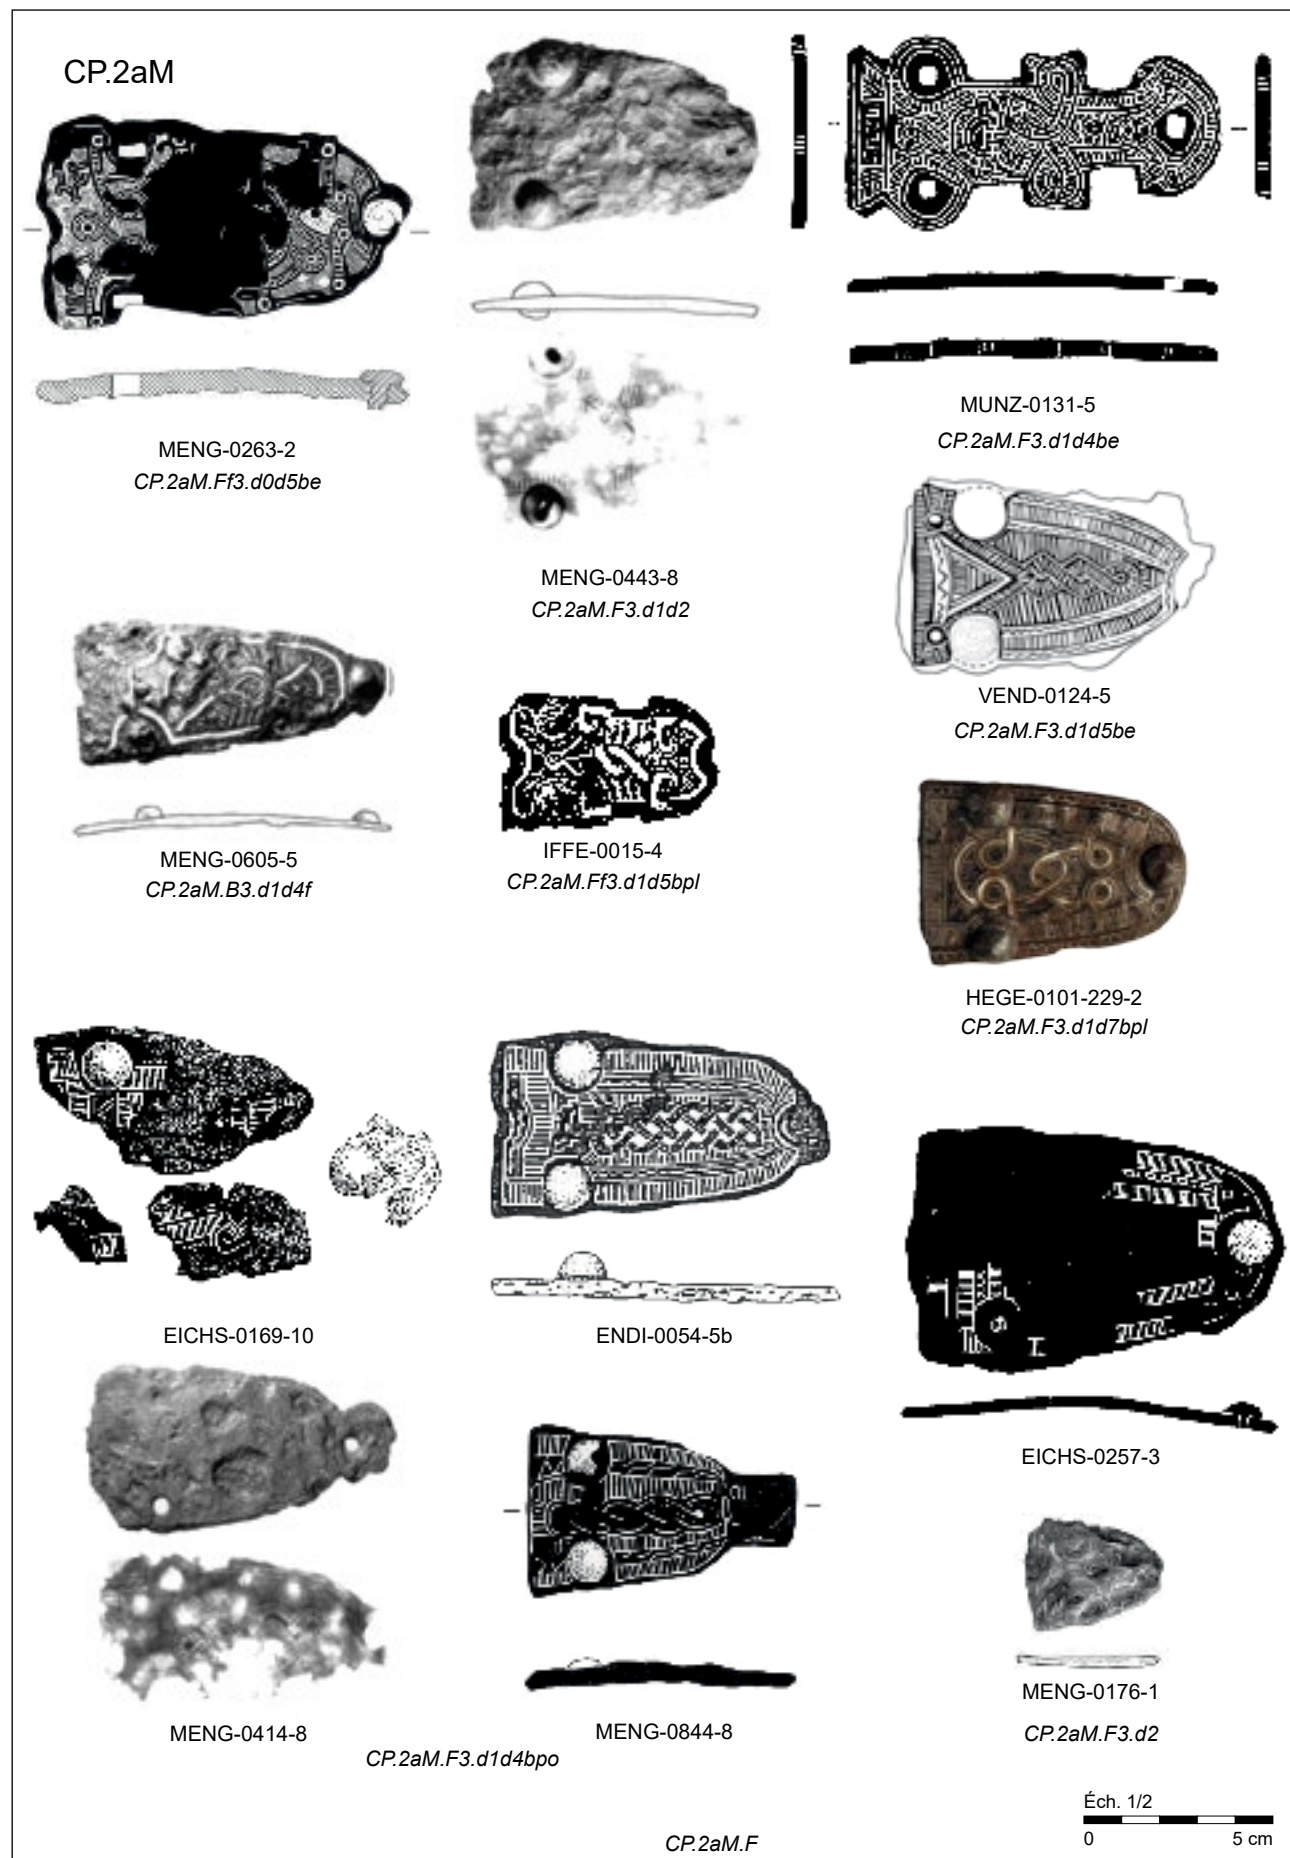 CP.2aM
MENG-0263-2
CP.2aM.Ff3.d0d5be
MENG-0443-8
CP.2aM.F3.d1d2
MUNZ-0131-5
CP.2aM.F3.d1d4be
VEND-0124-5
CP.2aM.F3.d1d5be
MENG-0605-5
CP.2aM.B3.d1d4f
IFFE-0015-4
CP.2aM.Ff3.d1d5bpl
HEGE-0101-229-2
CP.2aM.F3.d1d7bpl
EICHS-0169-10
ENDI-0054-5b
EICHS-0257-3
MENG-0414-8
MENG-0844-8
CP.2aM.F3.d1d4bpo
MENG-0176-1
CP.2aM.F3.d2
Éch. 1/2
0 5 cm
CP.2aM.F